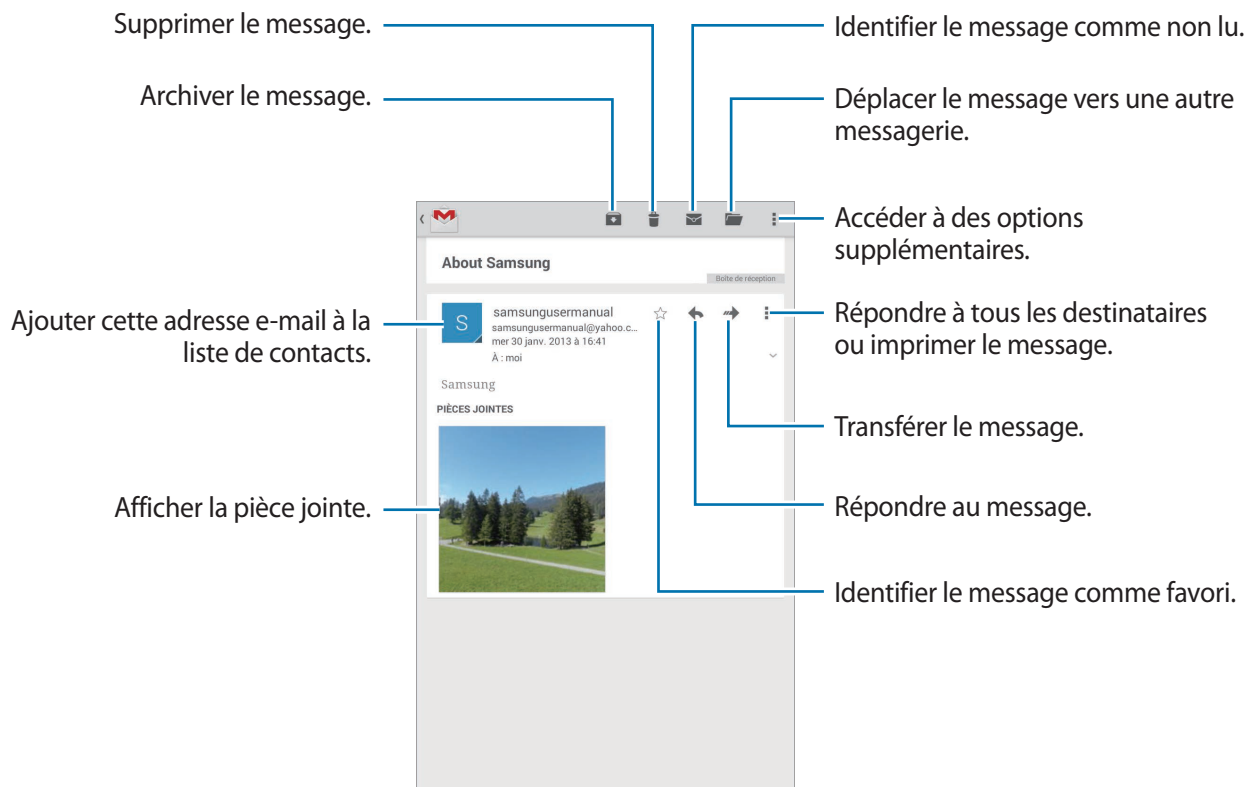 Supprimer le message.
Identifier le message comme non lu.
Archiver le message.
Déplacer le message vers une autre
messagerie.
Accéder à des options
supplémentaires.
About Samsung
Boîte de réception
Ajouter cette adresse e-mail à la
liste de contacts.
S
samsungusermanual
samsungusermanual@yahoo.c...
mer 30 janv. 2013 à 16:41
À : moi
Répondre à tous les destinataires
ou imprimer le message.
Samsung
PIÈCES JOINTES
Transférer le message.
Afficher la pièce jointe.
Répondre au message.
Identifier le message comme favori.